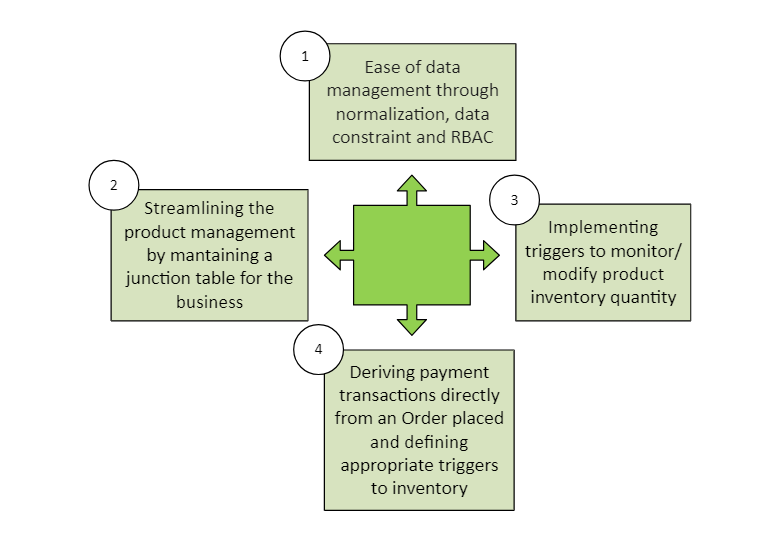 1
Ease of data
management through
normalization, data
constraint and RBAC
2
Streamlining the
product management
by mantaining a
junction table for the
business
3
Implementing
triggers to monitor/
modify product
inventory quantity
4
Deriving payment
transactions directly
from an Order placed
and defining
appropriate triggers
to inventory